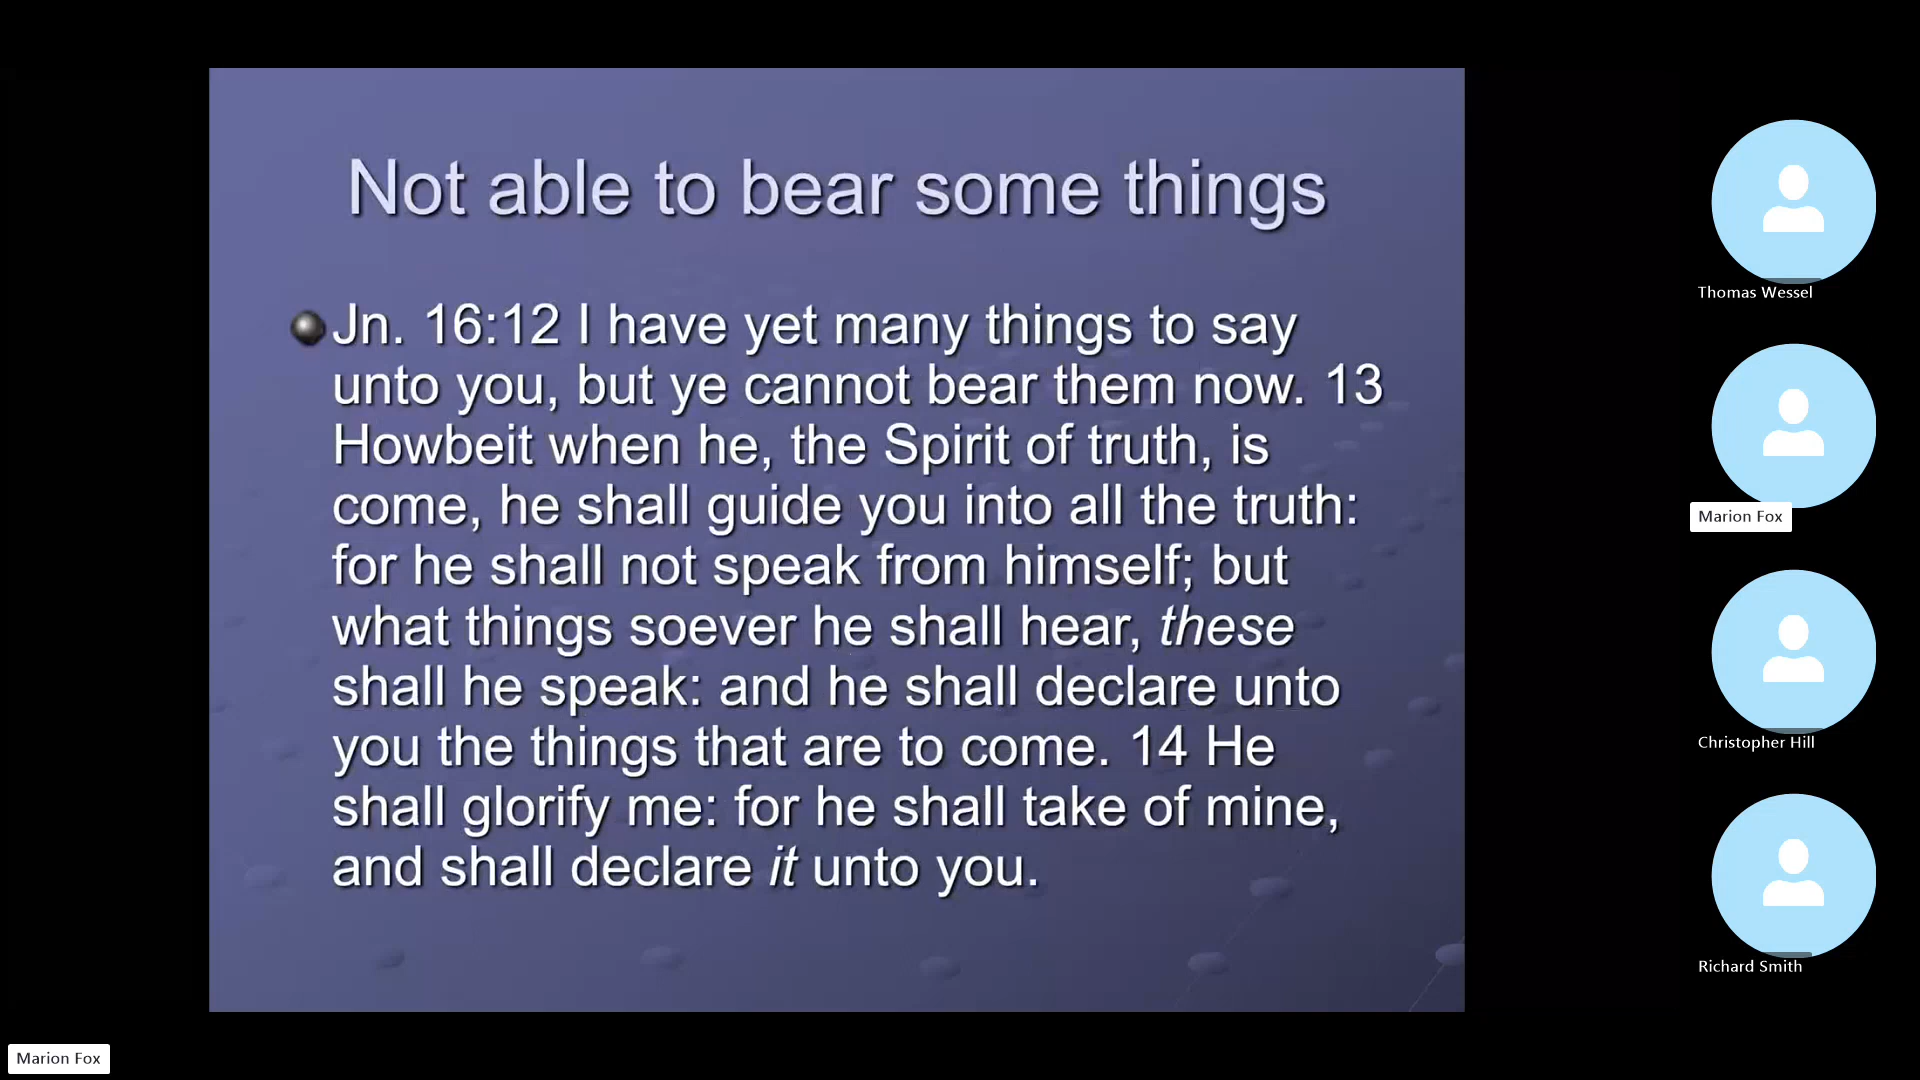 Not able to bear some things
Jn. 16:12 I have yet many things to say
unto you, but ye cannot bear them now. 13
Howbeit when he, the Spirit of truth, is
come, he shall guide you into all the truth:
for he shall not speak from himself; but
what things soever he shall hear, these
shall he speak: and he shall declare unto
you the things that are to come. 14 He
shall glorify me: for he shall take of mine,
and shall declare it unto you.
Thomas Wessel
Marion Fox
Christopher Hill
Richard Smith
Marion Fox